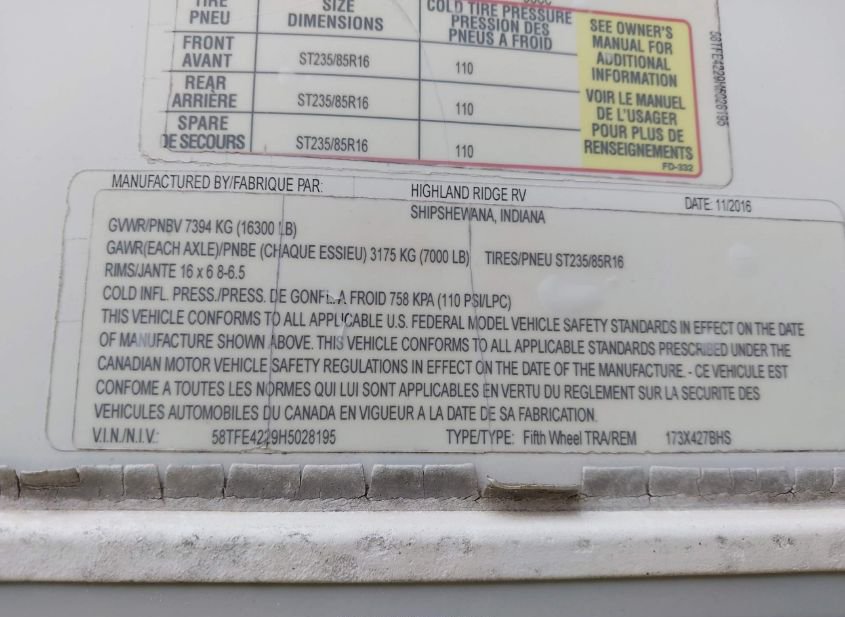 TIRE SIZE COLD TIRE PRESSURE
PNEU DIMENSIONS PRESSION DES
PNEUS A FROID
FRONT
AVANT ST235/85R16 110
REAR
ARRIÈRE ST235/85R16 110
SPARE
DE SECOURS ST235/85R16 110
SEE OWNER'S
MANUAL FOR
ADDITIONAL
INFORMATION
VOIR LE MANUEL
DE L'USAGER
POUR PLUS DE
RENSEIGNEMENTS
FD-332
MANUFACTURED BY/FABRIQUE PAR: HIGHLAND RIDGE RV DATE: 11/2016
SHIPSHEWANA, INDIANA
GVWR/PNBV 7394 KG (16300 LB)
GAWR(EACH AXLE)/PNBE (CHAQUE ESSIEU) 3175 KG (7000 LB) TIRES/PNEU ST235/85R16
RIMS/JANTE 16 x 6 8-6.5
COLD INFL. PRESS./PRESS. DE GONFL.A FROID 758 KPA (110 PSI/LPC)
THIS VEHICLE CONFORMS TO ALL APPLICABLE U.S. FEDERAL MODEL VEHICLE SAFETY STANDARDS IN EFFECT ON THE DATE
OF MANUFACTURE SHOWN ABOVE. THIS VEHICLE CONFORMS TO ALL APPLICABLE STANDARDS PRESCRIBED UNDER THE
CANADIAN MOTOR VEHICLE SAFETY REGULATIONS IN EFFECT ON THE DATE OF THE MANUFACTURE. - CE VEHICULE EST
CONFOME A TOUTES LES NORMES QUI LUI SONT APPLICABLES EN VERTU DU REGLEMENT SUR LA SECURITE DES
VEHICULES AUTOMOBILES DU CANADA EN VIGUEUR A LA DATE DE SA FABRICATION.
V.I.N./N.I.V.: 58TFE4229H5028195 TYPE/TYPE: Fifth Wheel TRA/REM 173X427BHS